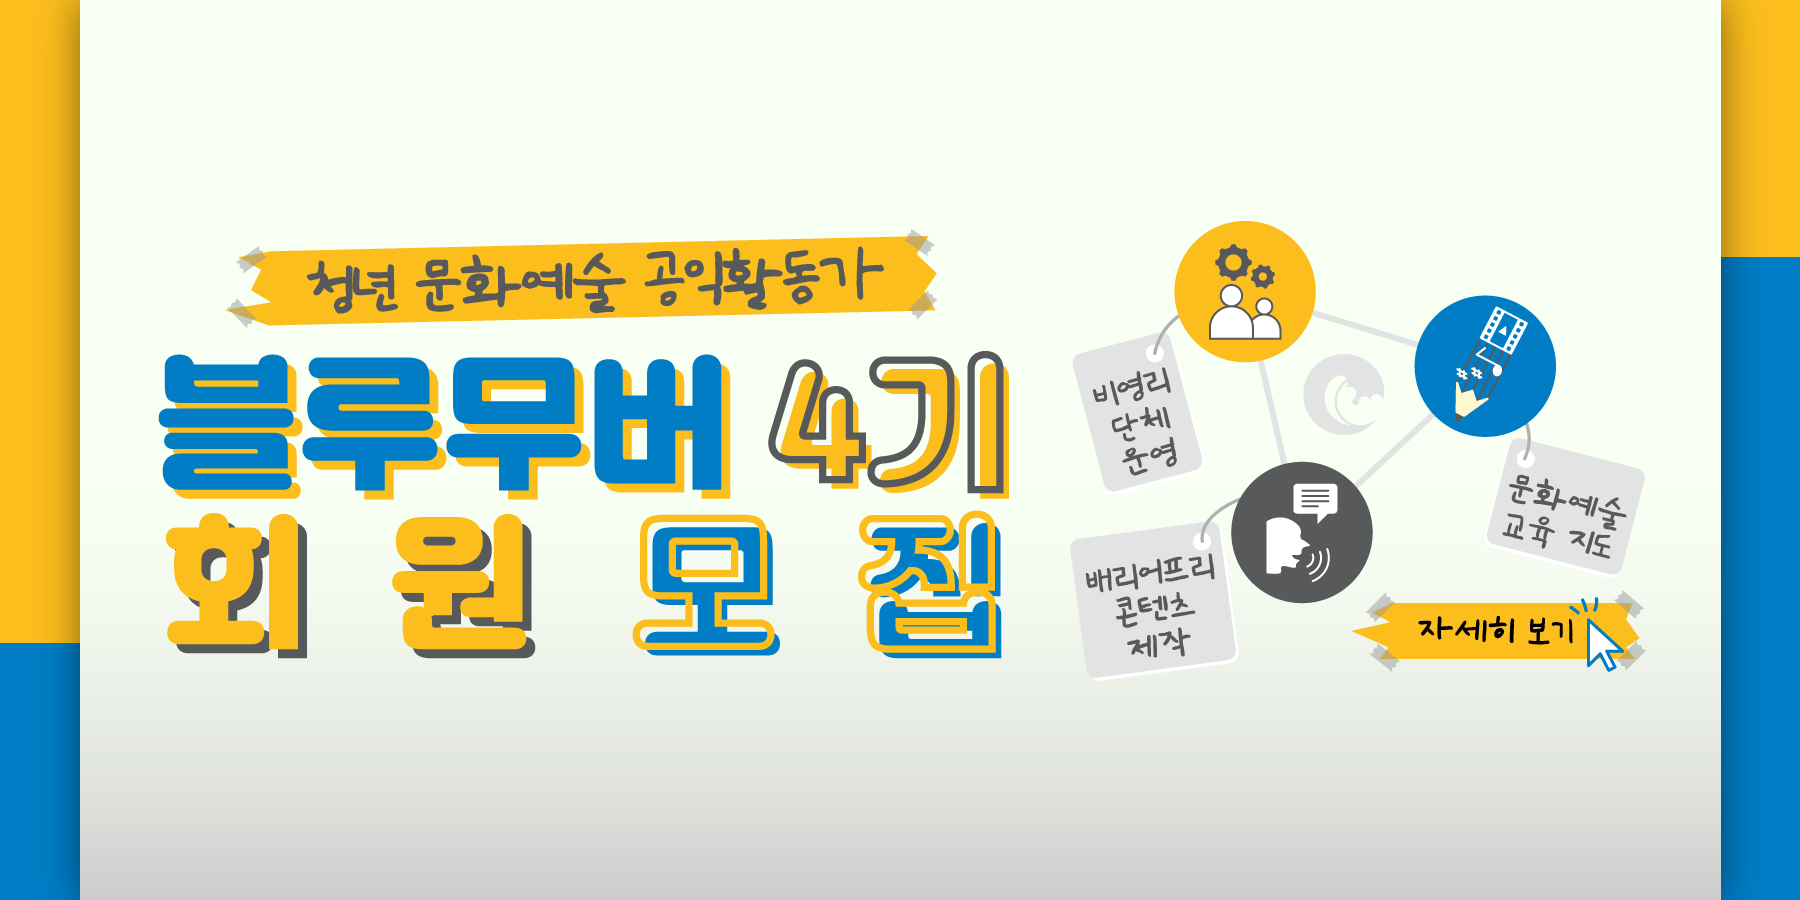 청년 문화예술 공익활동가
블루무버 4기
회원모집
비영리
단체
운영
문화예술
교육 지도
배리어프리
콘텐츠
제작
자세히 보기